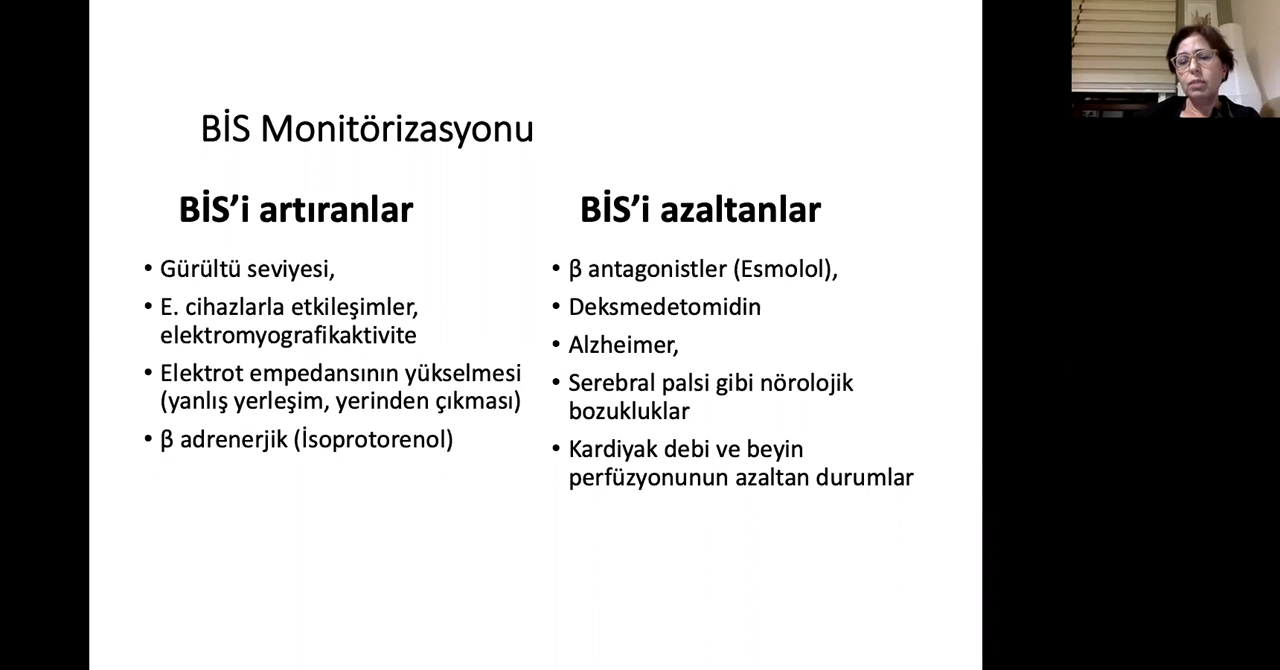 BİS Monitörizasyonu
BİS’i artıranlar
• Gürültü seviyesi,
• E. cihazlarla etkileşimler,
elektromyografikaktivite
• Elektrot empedansının yükselmesi
(yanlış yerleşim, yerinden çıkması)
• β adrenerjik (İsoprotorenol)
BİS’i azaltanlar
• β antagonistler (Esmolol),
• Deksmedetomidin
• Alzheimer,
• Serebral palsi gibi nörolojik
bozukluklar
• Kardiyak debi ve beyin
perfüzyonunun azaltan durumlar